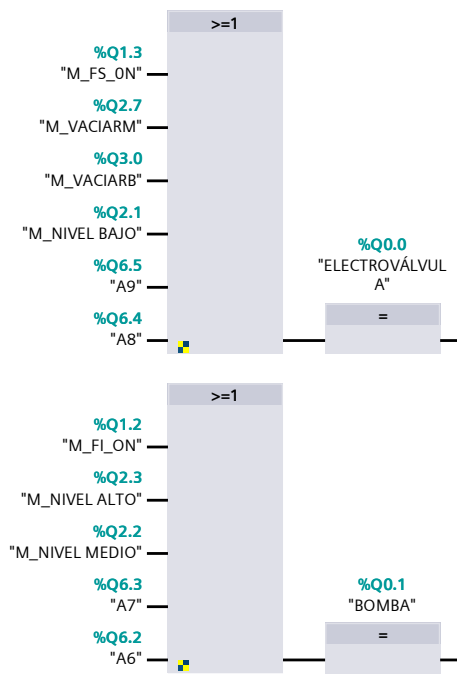 >=1
%Q1.3
"M_FS_0N"
%Q2.7
"M_VACIARM"
%Q3.0
"M_VACIARB"
%Q2.1
"M_NIVEL BAJO"
%Q6.5
"A9"
%Q6.4
"A8"
%Q0.0
"ELECTROVÁLVUL
A"
=
>=1
%Q1.2
"M_FI_ON"
%Q2.3
"M_NIVEL ALTO"
%Q2.2
"M_NIVEL MEDIO"
%Q6.3
"A7"
%Q6.2
"A6"
%Q0.1
"BOMBA"
=